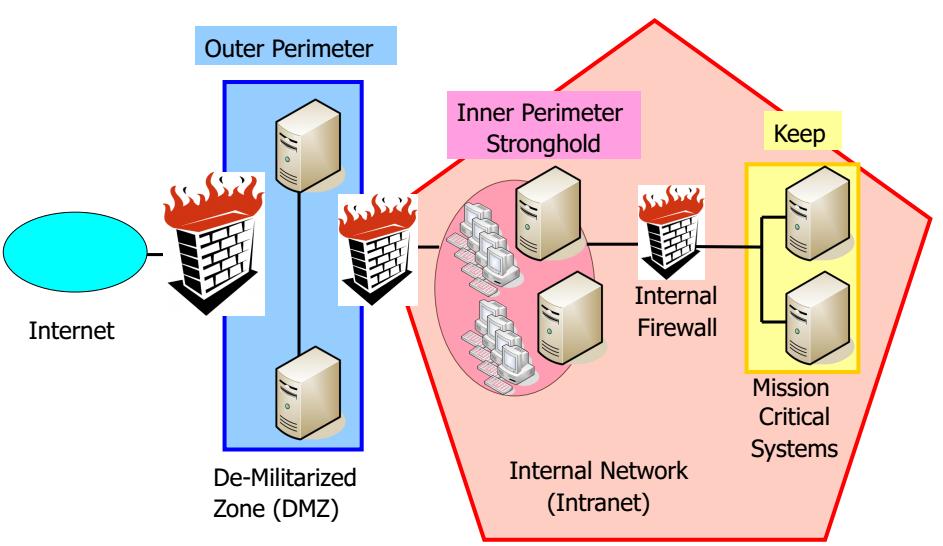 Outer Perimeter
Inner Perimeter
Stronghold
Keep
Internet
Internal
Firewall
Mission
Critical
Systems
De-Militarized
Zone (DMZ)
Internal Network
(Intranet)